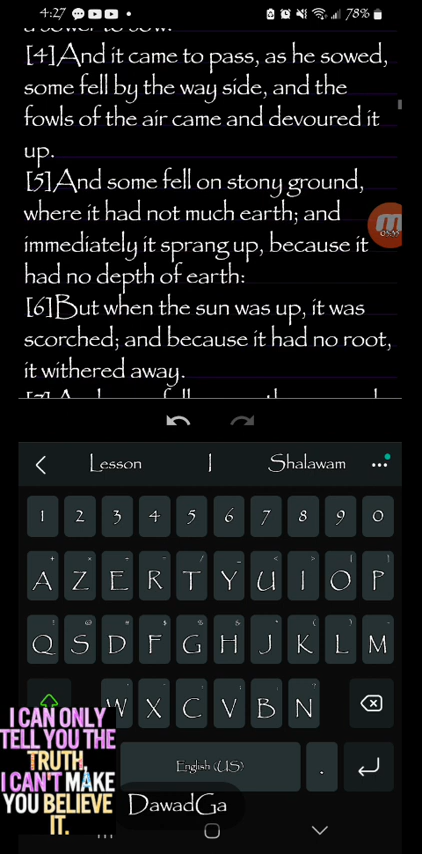 4:27 78%
a sower to sow.
[4]And it came to pass, as he sowed,
some fell by the way side, and the
fowls of the air came and devoured it
up.
[5]And some fell on stony ground,
where it had not much earth; and
immediately it sprang up, because it
had no depth of earth:
[6]But when the sun was up, it was
scorched; and because it had no root,
it withered away.
Lesson I Shalawam
1 2 3 4 5 6 7 8 9 0
A Z E R T Y U I O P
Q S D F G H J K L M
W X C V B N
English (US) .
I CAN ONLY
TELL YOU THE
TRUTH,
I CAN'T MAKE
YOU BELIEVE
IT.
DawadGa